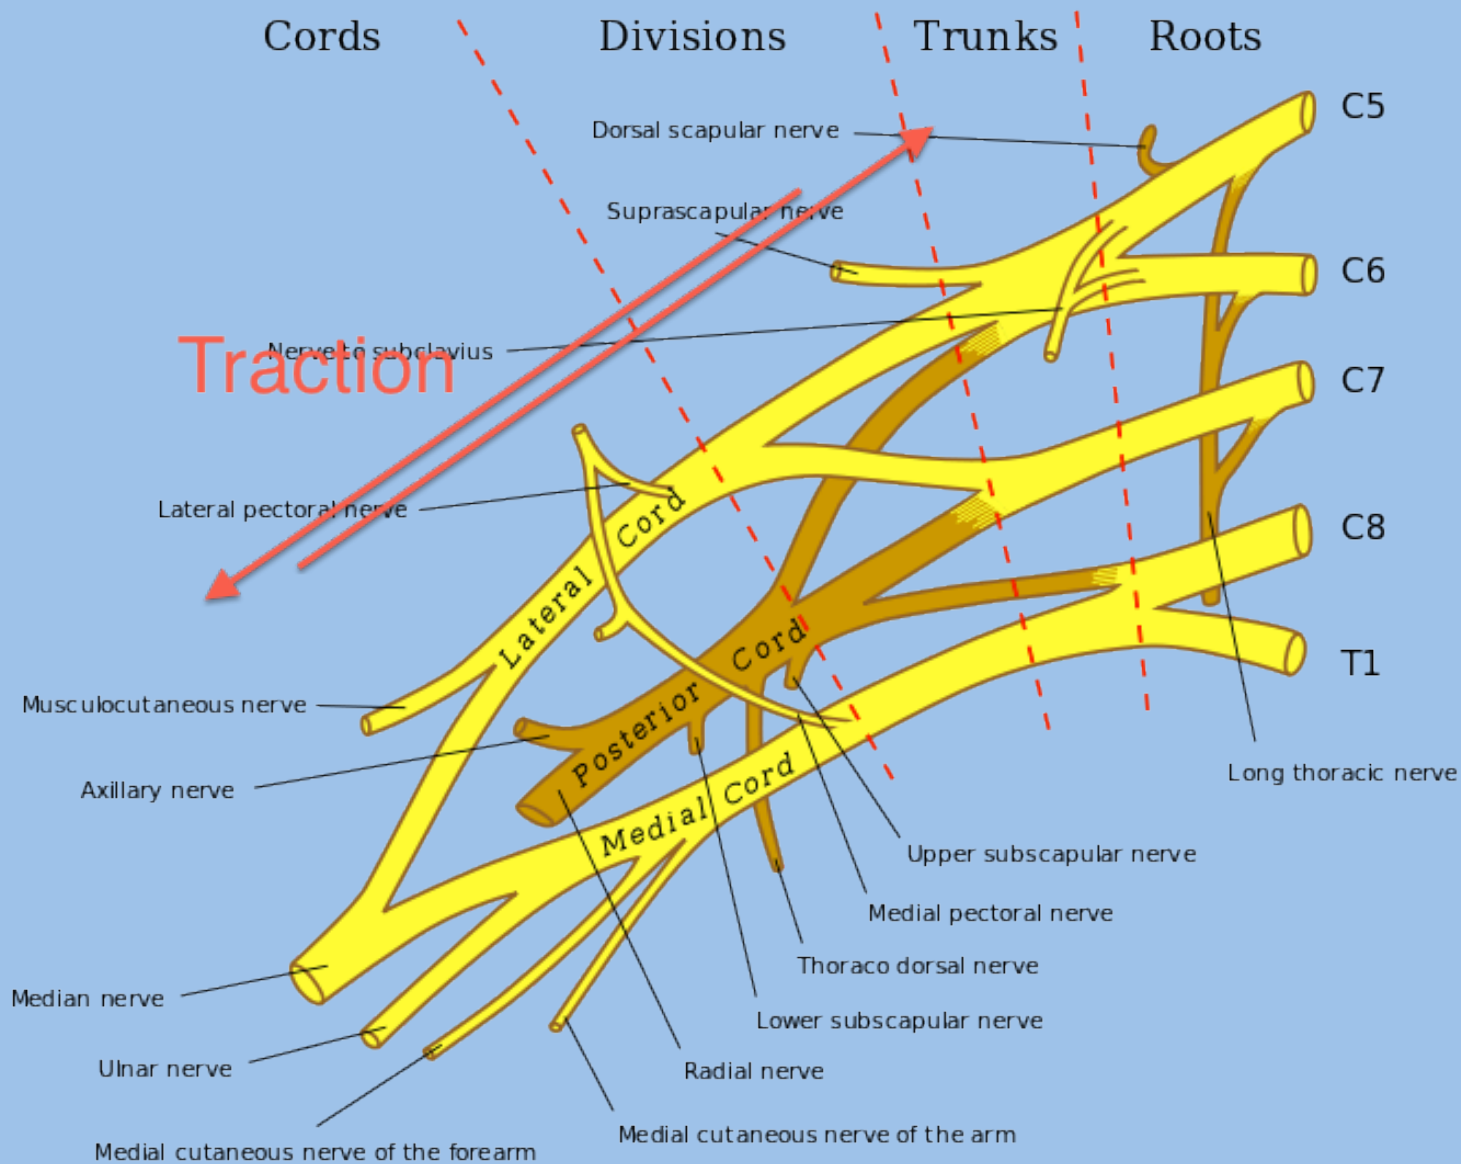 Cords
Divisions
Trunks
Roots
C5
Dorsal scapular nerve
Suprascapular nerve
C6
Nerve to subclavius
Traction
C7
Lateral pectoral nerve
Lateral Cord
C8
Posterior Cord
T1
Musculocutaneous nerve
Axillary nerve
Medial Cord
Long thoracic nerve
Upper subscapular nerve
Medial pectoral nerve
Thoraco dorsal nerve
Median nerve
Lower subscapular nerve
Ulnar nerve
Radial nerve
Medial cutaneous nerve of the arm
Medial cutaneous nerve of the forearm